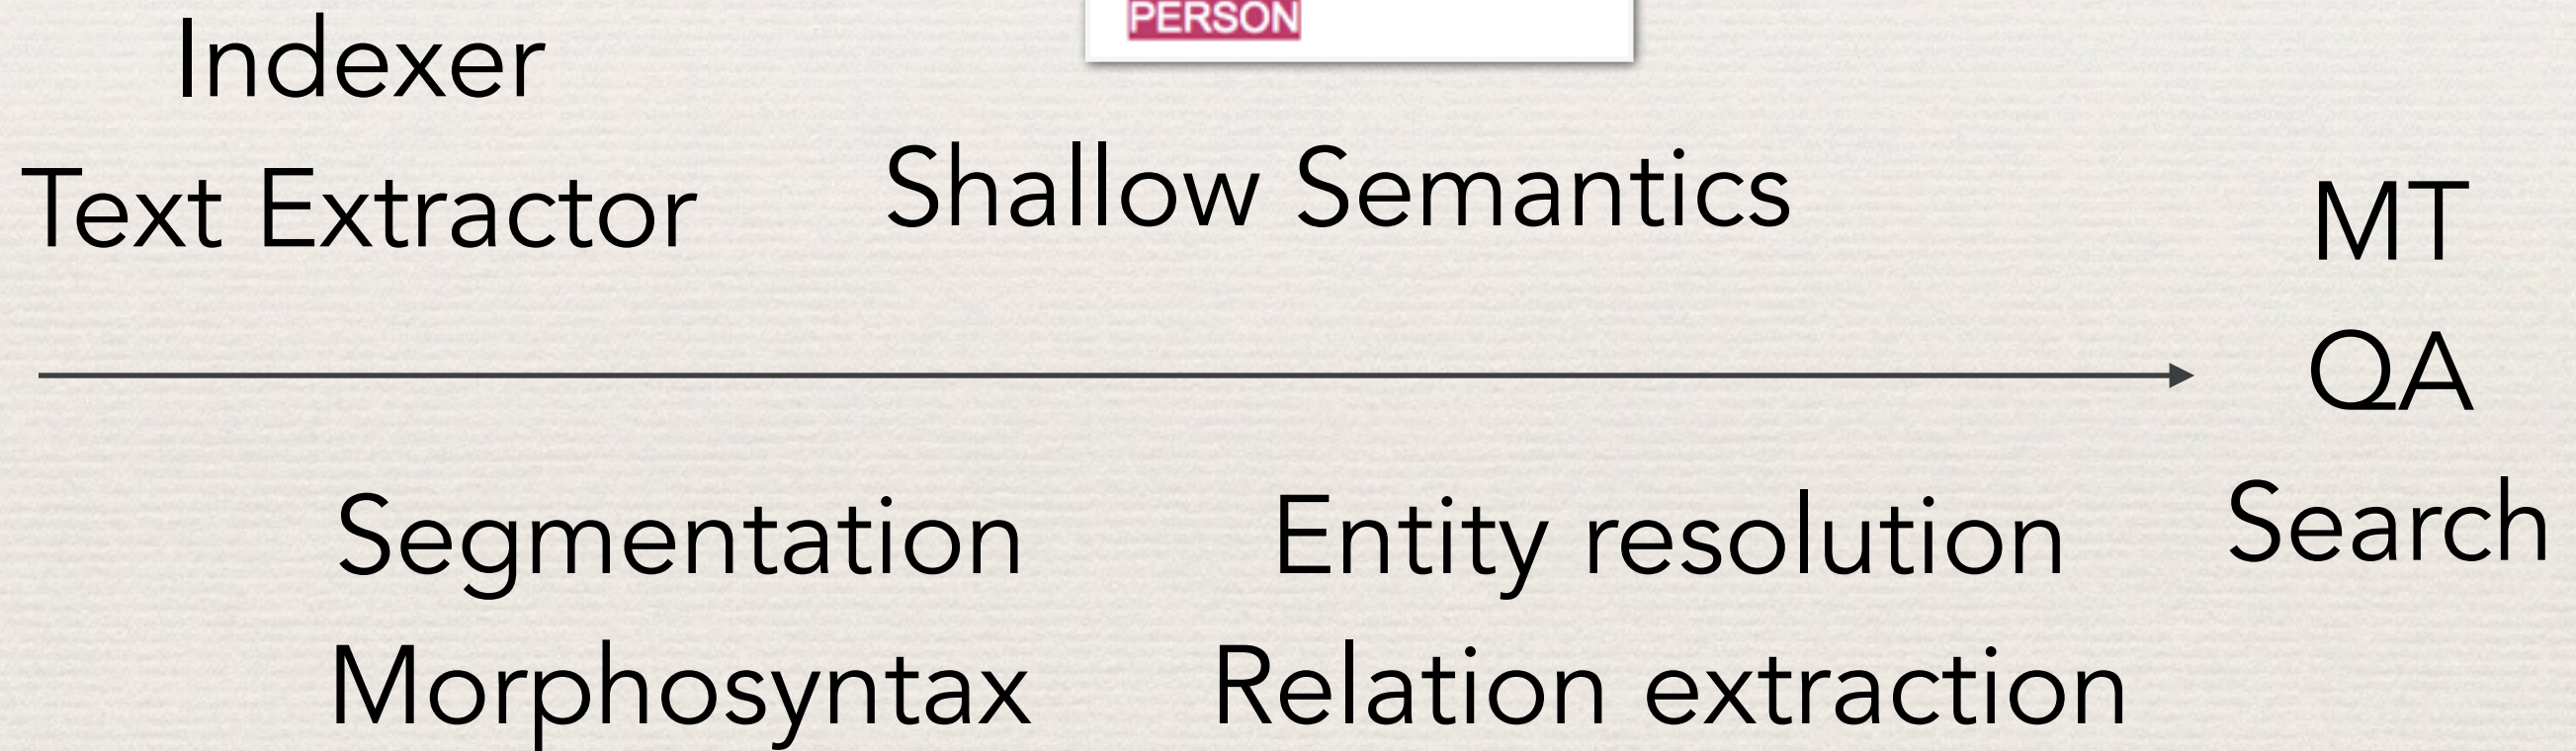 PERSON
Indexer
Text Extractor
Shallow Semantics
MT
QA
Search
Segmentation
Morphosyntax
Entity resolution
Relation extraction